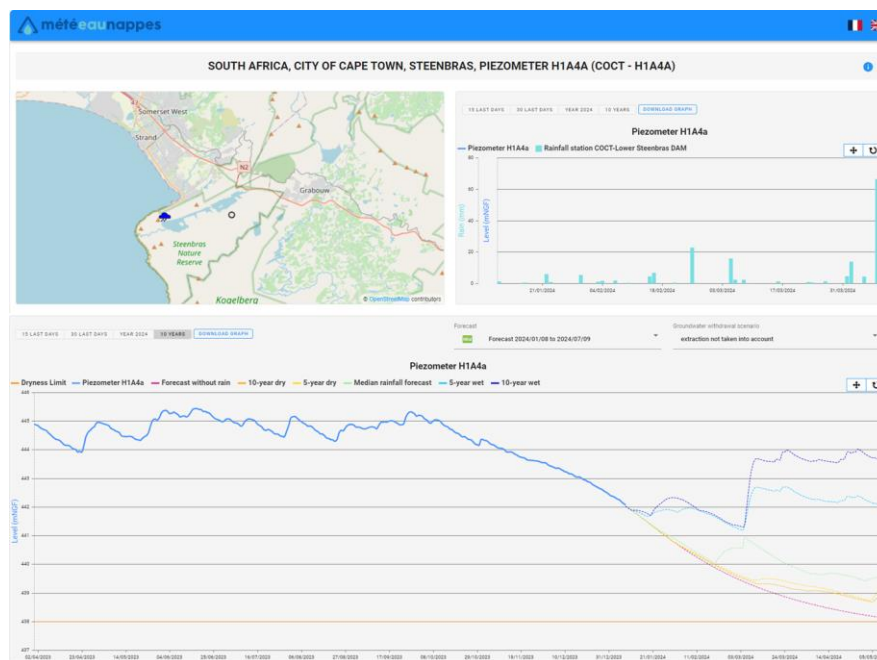 météeaunappes
SOUTH AFRICA, CITY OF CAPE TOWN, STEENBRAS, PIEZOMETER H1A4A (COCT - H1A4A)
Somerset West
Strand
N2
Grabouw
Steenbras
Nature
Reserve
Kogelberg
© OpenStreetMap contributors
15 LAST DAYS 30 LAST DAYS YEAR 2024 10 YEARS DOWNLOAD GRAPH
Piezometer H1A4a
Piezometer H1A4a Rainfall station COCT-Lower Steenbras DAM
Rain (mm)
Level (mNGF)
80
60
40
20
0
21/01/2024 04/02/2024 18/02/2024 03/03/2024 17/03/2024 31/03/2024
15 LAST DAYS 30 LAST DAYS YEAR 2024 10 YEARS DOWNLOAD GRAPH
Forecast
Forecast 2024/01/08 to 2024/07/09
Groundwater withdrawal scenario
extraction not taken into account
Piezometer H1A4a
Dryness Limit Piezometer H1A4a Forecast without rain 10-year dry 5-year dry Median rainfall forecast 5-year wet 10-year wet
Level (mNGF)
446
445
444
443
442
441
440
439
438
437
02/04/2023 23/04/2023 14/05/2023 04/06/2023 25/06/2023 16/07/2023 06/08/2023 27/08/2023 17/09/2023 08/10/2023 29/10/2023 19/11/2023 10/12/2023 31/12/2023 21/01/2024 11/02/2024 03/03/2024 24/03/2024 14/04/2024